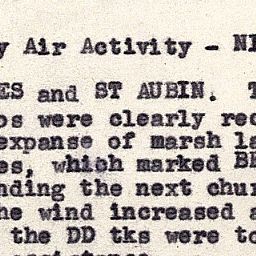 y Air Activity - NI
ES and ST AUBIN. T
os were clearly rec
expanse of marsh la
es, which marked BE
nding the next chur
he wind increased a
the DD tks were to